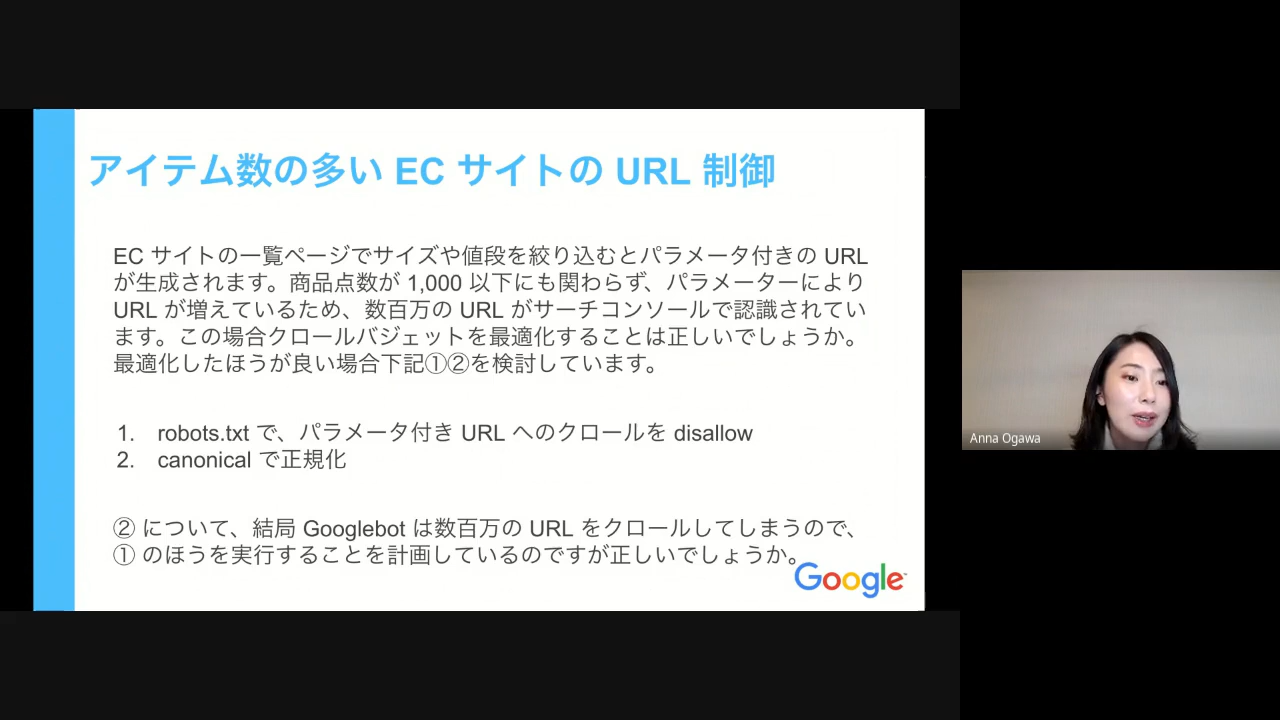 アイテム数の多い EC サイトの URL 制御
EC サイトの一覧ページでサイズや値段を絞り込むとパラメータ付きの URL
が生成されます。商品点数が 1,000 以下にも関わらず、パラメーターにより
URL が増えているため、数百万の URL がサーチコンソールで認識されてい
ます。この場合クロールバジェットを最適化することは正しいでしょうか。
最適化したほうが良い場合下記①②を検討しています。
1. robots.txt で、パラメータ付き URL へのクロールを disallow
2. canonical で正規化
② について、結局 Googlebot は数百万の URL をクロールしてしまうので、
① のほうを実行することを計画しているのですが正しいでしょうか。
Google
Anna Ogawa